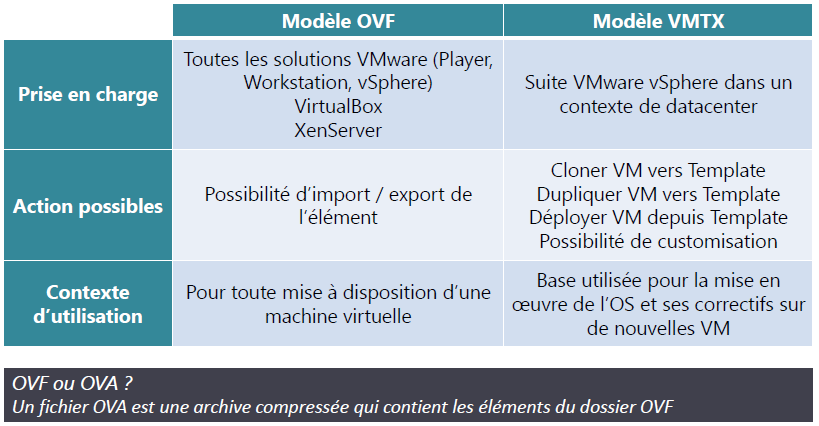 Modèle OVF
Modèle VMTX
Prise en charge
Toutes les solutions VMware (Player,
Workstation, vSphere)
VirtualBox
XenServer
Suite VMware vSphere dans un
contexte de datacenter
Action possibles
Possibilité d’import / export de
l’élément
Cloner VM vers Template
Dupliquer VM vers Template
Déployer VM depuis Template
Possibilité de customisation
Contexte
d’utilisation
Pour toute mise à disposition d’une
machine virtuelle
Base utilisée pour la mise en
œuvre de l’OS et ses correctifs sur
de nouvelles VM
OVF ou OVA ?
Un fichier OVA est une archive compressée qui contient les éléments du dossier OVF